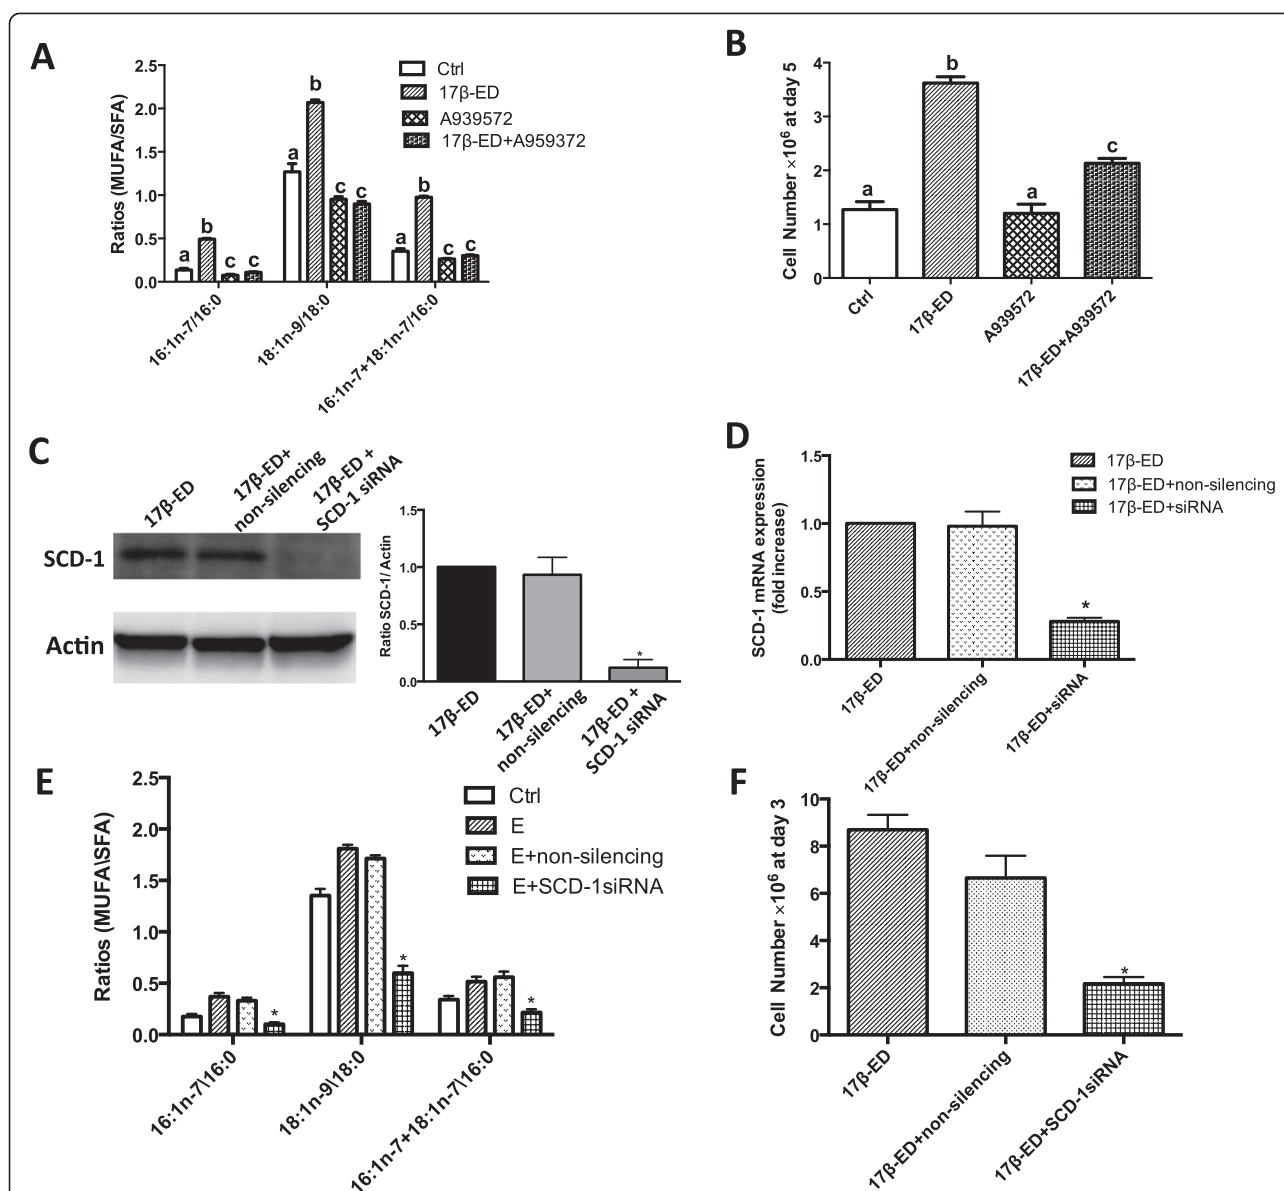 A
2.5
2.0
1.5
1.0
0.5
0.0
Ratios (MUFA/SFA)
Ctrl
17β-ED
A939572
17β-ED+A959372
a
b
c
c
a
b
c
c
a
b
c
c
16:1n-7/16:0
18:1n-9/18:0
16:1n-7+18:1n-7/16:0
B
4
3
2
1
0
Cell Number ×10⁶ at day 5
a
b
a
c
Ctrl
17β-ED
A939572
17β-ED+A939572
C
17β-ED
17β-ED+
non-silencing
17β-ED +
SCD-1 siRNA
SCD-1
Actin
1.5
1.0
0.5
0.0
Ratio SCD-1/ Actin
*
17β-ED
17β-ED+
non-silencing
17β-ED +
SCD-1 siRNA
D
1.5
1.0
0.5
0.0
SCD-1 mRNA expression
(fold increase)
17β-ED
17β-ED+non-silencing
17β-ED+siRNA
*
17β-ED
17β-ED+non-silencing
17β-ED+siRNA
E
2.5
2.0
1.5
1.0
0.5
0.0
Ratios (MUFA\SFA)
Ctrl
E
E+non-silencing
E+SCD-1siRNA
*
*
*
16:1n-7\16:0
18:1n-9\18:0
16:1n-7+18:1n-7\16:0
F
10
8
6
4
2
0
Cell Number ×10⁶ at day 3
*
17β-ED
17β-ED+non-silencing
17β-ED+SCD-1siRNA